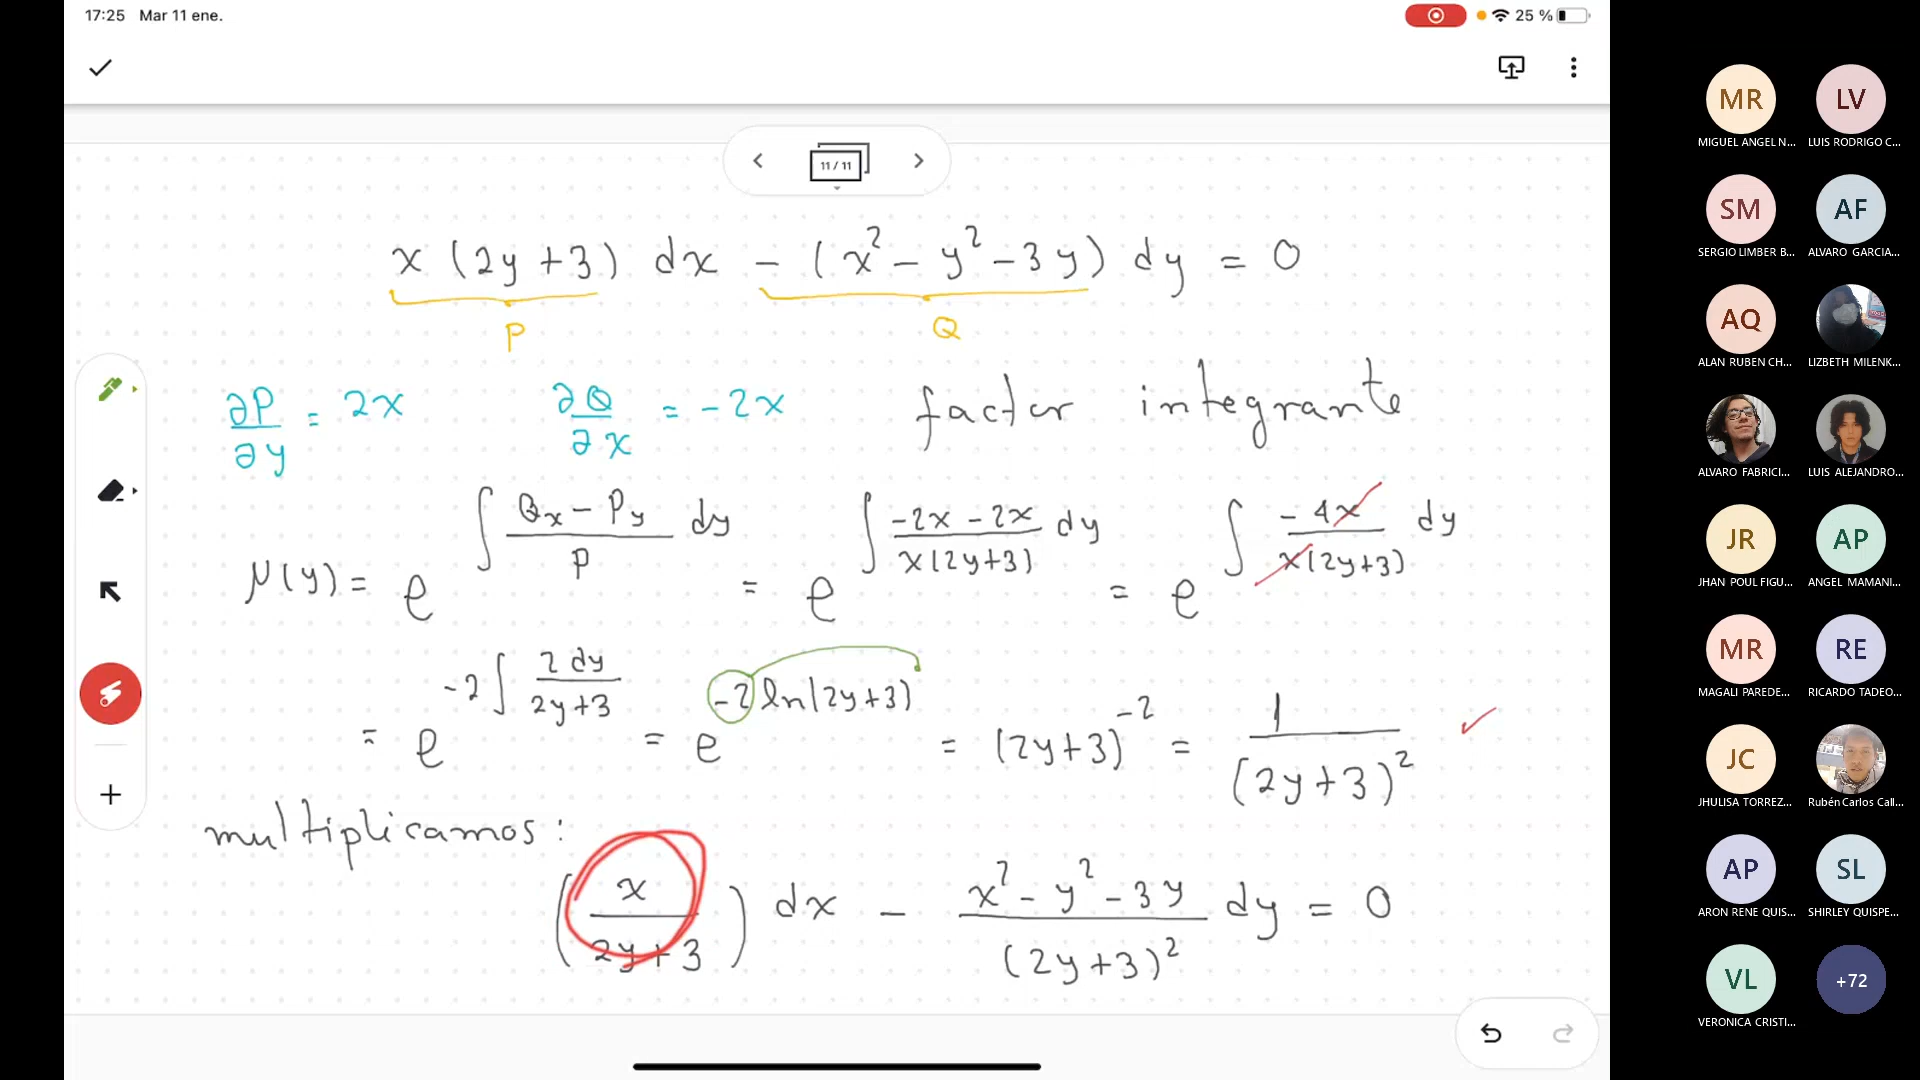 17:25 Mar 11 ene.
25 %
11 / 11
x (2y + 3) dx - (x² - y² - 3y) dy = 0
P Q
∂P/∂y = 2x ∂Q/∂x = -2x factor integrante
μ(y) = e^∫ (Qx - Py)/P dy = e^∫ (-2x - 2x)/(x(2y+3)) dy = e^∫ (-4x)/(x(2y+3)) dy
= e^-2∫ 2 dy/(2y+3) = e^-2 ln(2y+3) = (2y+3)^-2 = 1/(2y+3)²
multiplicamos:
(x/(2y+3)) dx - (x² - y² - 3y)/(2y+3)² dy = 0
MR LV
MIGUEL ANGEL N... LUIS RODRIGO C...
SM AF
SERGIO LIMBER B... ALVARO GARCIA...
AQ
ALAN RUBEN CH... LIZBETH MILENK...
ALVARO FABRICI... LUIS ALEJANDRO...
JR AP
JHAN POUL FIGU... ANGEL MAMANI...
MR RE
MAGALI PAREDE... RICARDO TADEO...
JC
JHULISA TORREZ... Rubén Carlos Call...
AP SL
ARON RENE QUIS... SHIRLEY QUISPE...
VL +72
VERONICA CRISTI...